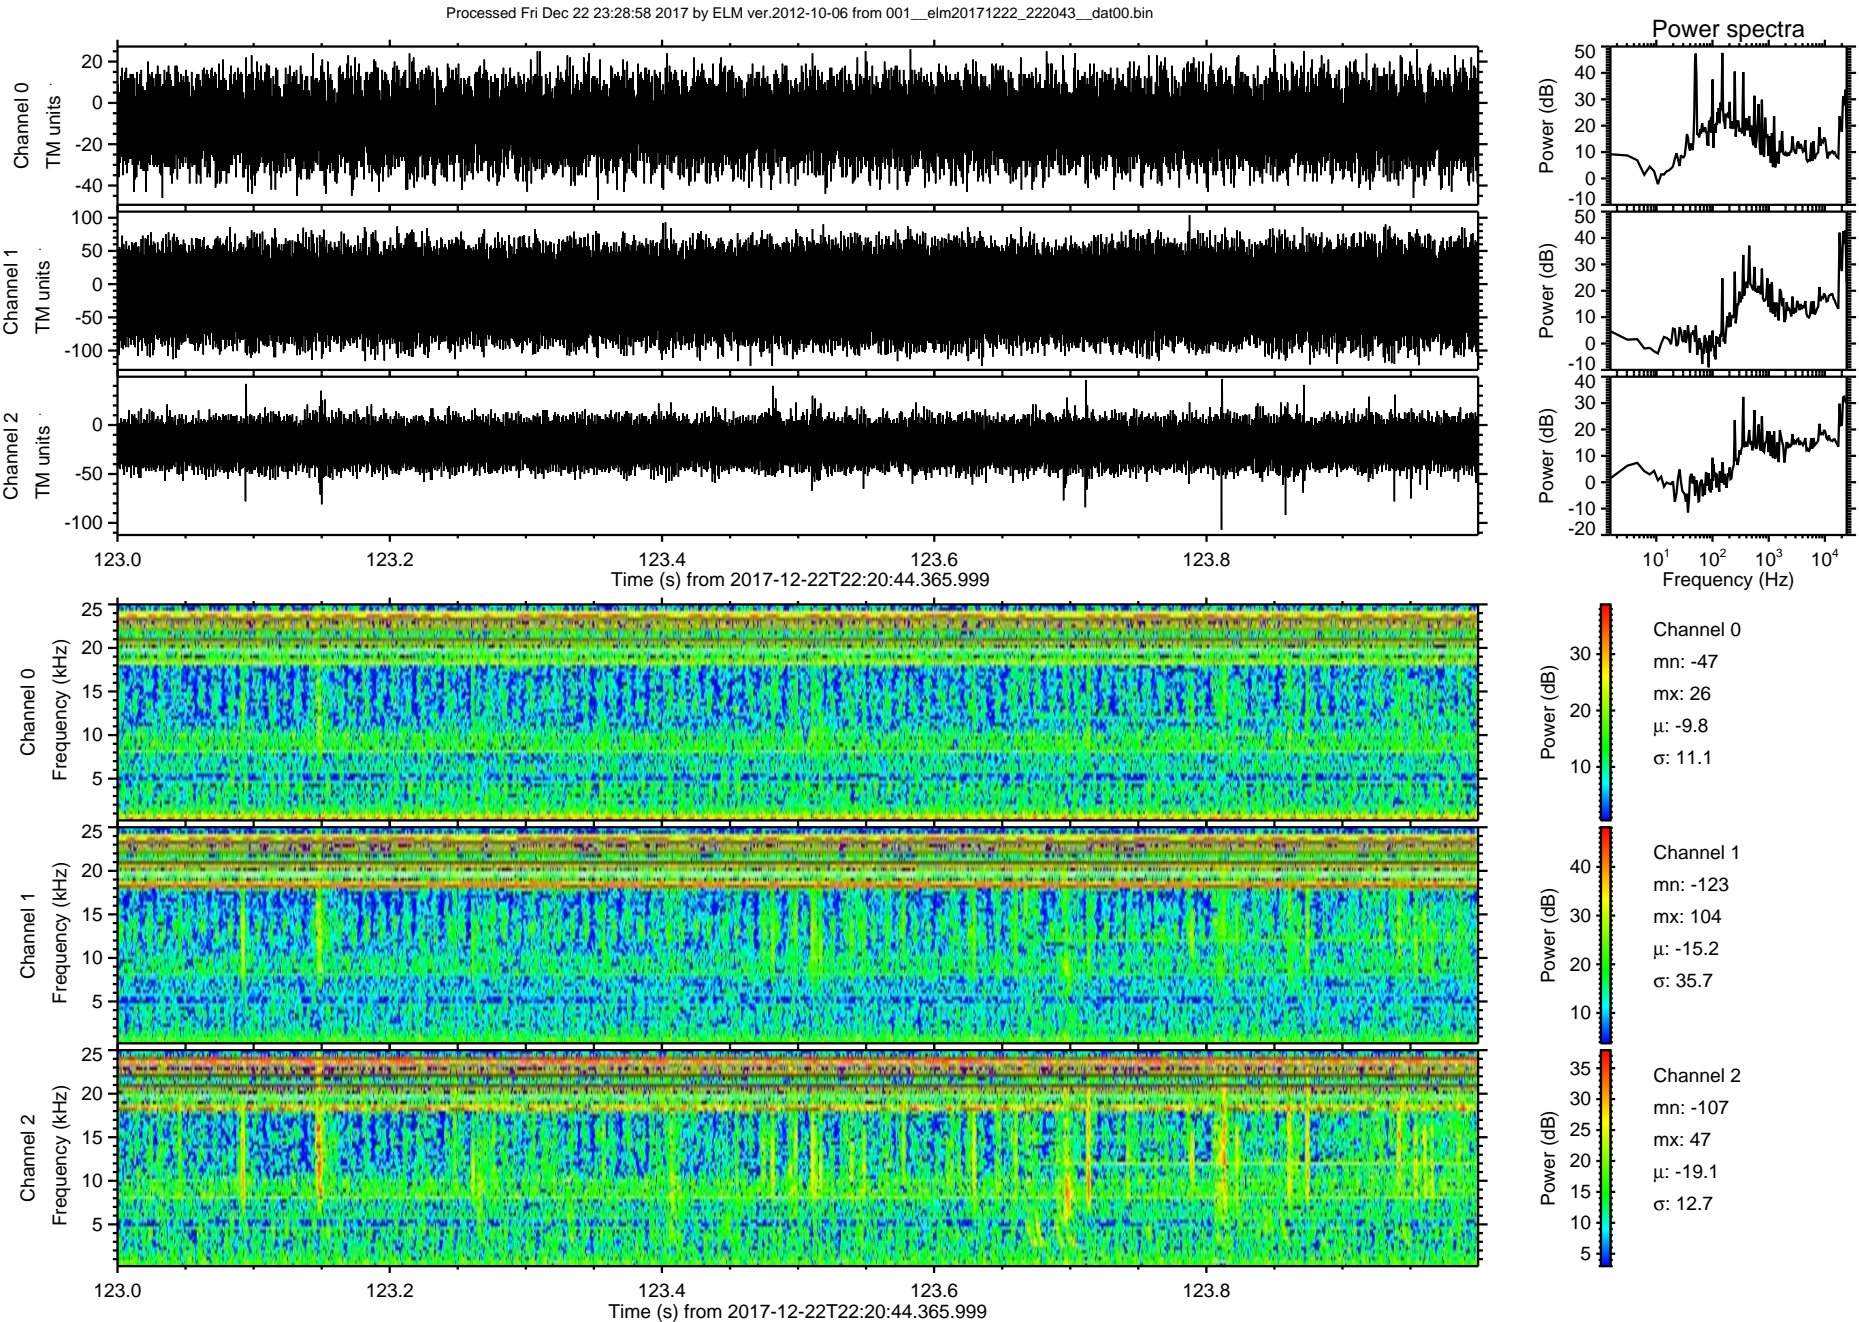 Processed Fri Dec 22 23:28:58 2017 by ELM ver.2012-10-06 from 001__elm20171222_222043__dat00.bin
Power spectra
Channel 0
TM units
20
0
-20
-40
Power (dB)
50
40
30
20
10
0
-10
Channel 1
TM units
100
50
0
-50
-100
Power (dB)
50
40
30
20
10
0
-10
Channel 2
TM units
0
-50
-100
Power (dB)
40
30
20
10
0
-10
-20
123.0 123.2 123.4 123.6 123.8
Time (s) from 2017-12-22T22:20:44.365.999
10^1 10^2 10^3 10^4
Frequency (Hz)
Channel 0
Frequency (kHz)
25
20
15
10
5
Power (dB)
30
20
10
Channel 0
mn: -47
mx: 26
μ: -9.8
σ: 11.1
Channel 1
Frequency (kHz)
25
20
15
10
5
Power (dB)
40
30
20
10
Channel 1
mn: -123
mx: 104
μ: -15.2
σ: 35.7
Channel 2
Frequency (kHz)
25
20
15
10
5
Power (dB)
35
30
25
20
15
10
5
Channel 2
mn: -107
mx: 47
μ: -19.1
σ: 12.7
123.0 123.2 123.4 123.6 123.8
Time (s) from 2017-12-22T22:20:44.365.999